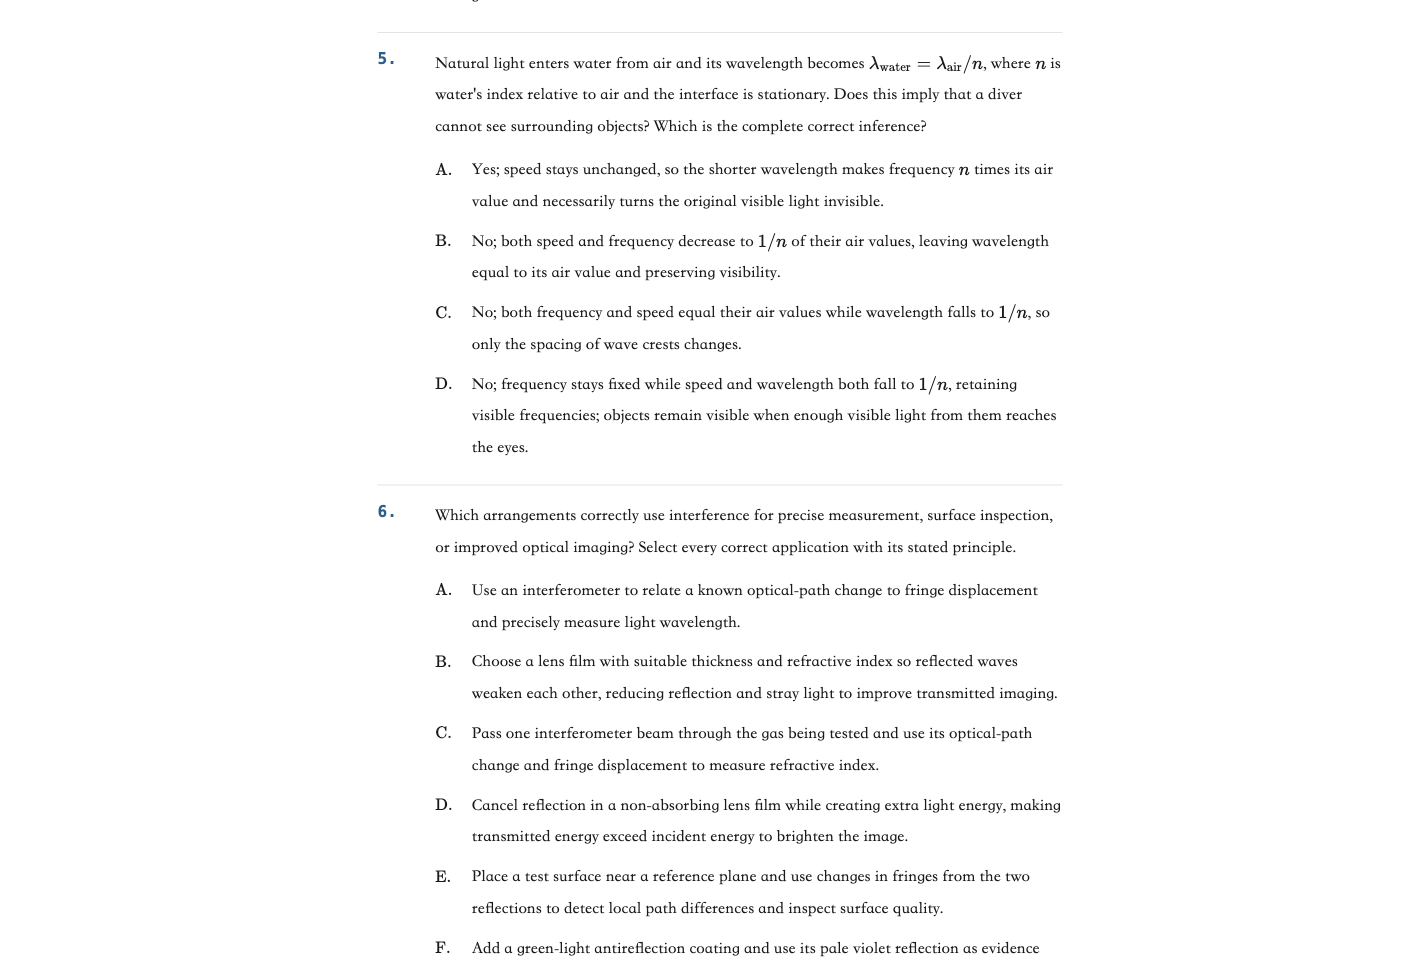 5. Natural light enters water from air and its wavelength becomes λwater = λair/n, where n is
water's index relative to air and the interface is stationary. Does this imply that a diver
cannot see surrounding objects? Which is the complete correct inference?
A. Yes; speed stays unchanged, so the shorter wavelength makes frequency n times its air
value and necessarily turns the original visible light invisible.
B. No; both speed and frequency decrease to 1/n of their air values, leaving wavelength
equal to its air value and preserving visibility.
C. No; both frequency and speed equal their air values while wavelength falls to 1/n, so
only the spacing of wave crests changes.
D. No; frequency stays fixed while speed and wavelength both fall to 1/n, retaining
visible frequencies; objects remain visible when enough visible light from them reaches
the eyes.
6. Which arrangements correctly use interference for precise measurement, surface inspection,
or improved optical imaging? Select every correct application with its stated principle.
A. Use an interferometer to relate a known optical-path change to fringe displacement
and precisely measure light wavelength.
B. Choose a lens film with suitable thickness and refractive index so reflected waves
weaken each other, reducing reflection and stray light to improve transmitted imaging.
C. Pass one interferometer beam through the gas being tested and use its optical-path
change and fringe displacement to measure refractive index.
D. Cancel reflection in a non-absorbing lens film while creating extra light energy, making
transmitted energy exceed incident energy to brighten the image.
E. Place a test surface near a reference plane and use changes in fringes from the two
reflections to detect local path differences and inspect surface quality.
F. Add a green-light antireflection coating and use its pale violet reflection as evidence